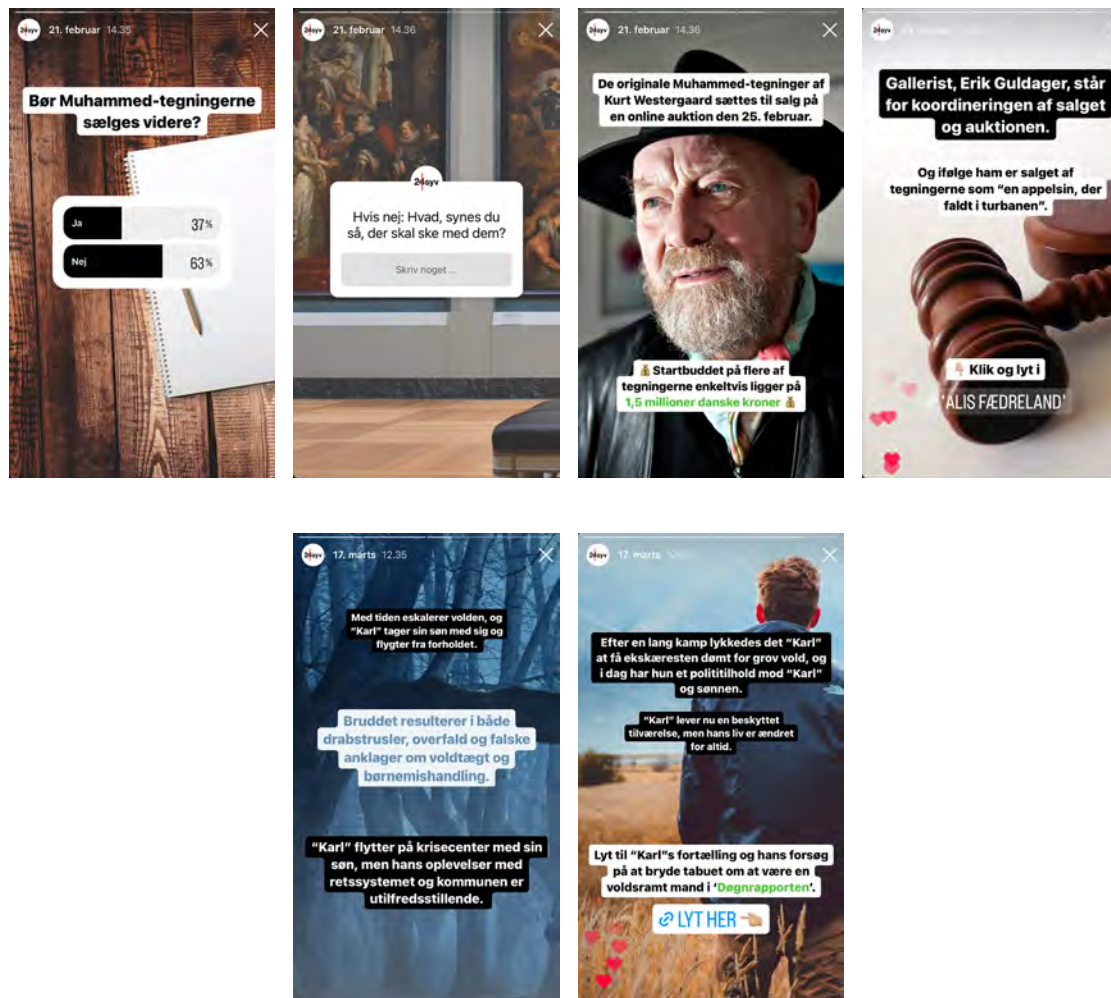 24syv 21. februar 14.35
Bør Muhammed-tegningerne
sælges videre?
Ja 37%
Nej 63%
24syv 21. februar 14.36
24syv
Hvis nej: Hvad, synes du
så, der skal ske med dem?
Skriv noget ...
24syv 21. februar 14.36
De originale Muhammed-tegninger af
Kurt Westergaard sættes til salg på
en online auktion den 25. februar.
💰Startbuddet på flere af
tegningerne enkeltvis ligger på
1,5 millioner danske kroner 💰
24syv
Gallerist, Erik Guldager, står
for koordineringen af salget
og auktionen.
Og ifølge ham er salget af
tegningerne som “en appelsin, der
faldt i turbanen”.
👇🏼 Klik og lyt i
'ALIS FÆDRELAND'
24syv 17. marts 12.35
Med tiden eskalerer volden, og
“Karl” tager sin søn med sig og
flygter fra forholdet.
Bruddet resulterer i både
drabstrusler, overfald og falske
anklager om voldtægt og
børnemishandling.
“Karl” flytter på krisecenter med sin
søn, men hans oplevelser med
retssystemet og kommunen er
utilfredsstillende.
24syv 17. marts
Efter en lang kamp lykkedes det “Karl”
at få ekskæresten dømt for grov vold, og
i dag har hun et polititilhold mod “Karl”
og sønnen.
“Karl” lever nu en beskyttet
tilværelse, men hans liv er ændret
for altid.
Lyt til “Karl”s fortælling og hans forsøg
på at bryde tabuet om at være en
voldsramt mand i ‘Døgnrapporten’.
LYT HER 👈🏼